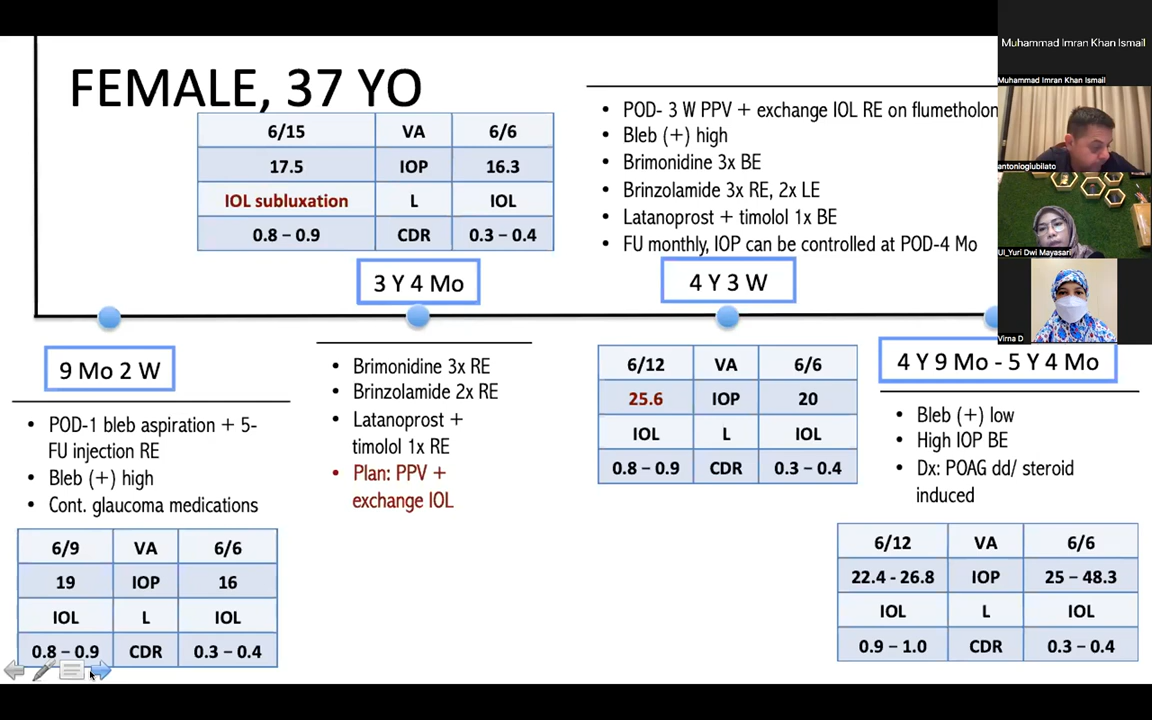 FEMALE, 37 YO
6/15 VA 6/6
17.5 IOP 16.3
IOL subluxation L IOL
0.8 – 0.9 CDR 0.3 – 0.4
3 Y 4 Mo
• POD- 3 W PPV + exchange IOL RE on flumetholon
• Bleb (+) high
• Brimonidine 3x BE
• Brinzolamide 3x RE, 2x LE
• Latanoprost + timolol 1x BE
• FU monthly, IOP can be controlled at POD-4 Mo
4 Y 3 W
9 Mo 2 W
• POD-1 bleb aspiration + 5-
FU injection RE
• Bleb (+) high
• Cont. glaucoma medications
6/9 VA 6/6
19 IOP 16
IOL L IOL
0.8 – 0.9 CDR 0.3 – 0.4
• Brimonidine 3x RE
• Brinzolamide 2x RE
• Latanoprost +
timolol 1x RE
• Plan: PPV +
exchange IOL
6/12 VA 6/6
25.6 IOP 20
IOL L IOL
0.8 – 0.9 CDR 0.3 – 0.4
4 Y 9 Mo - 5 Y 4 Mo
• Bleb (+) low
• High IOP BE
• Dx: POAG dd/ steroid
induced
6/12 VA 6/6
22.4 - 26.8 IOP 25 – 48.3
IOL L IOL
0.9 – 1.0 CDR 0.3 – 0.4
Muhammad Imran Khan Ismail
Muhammad Imran Khan Ismail
antoniogiubilato
UI_Yuri Dwi Mayasari
Virna D